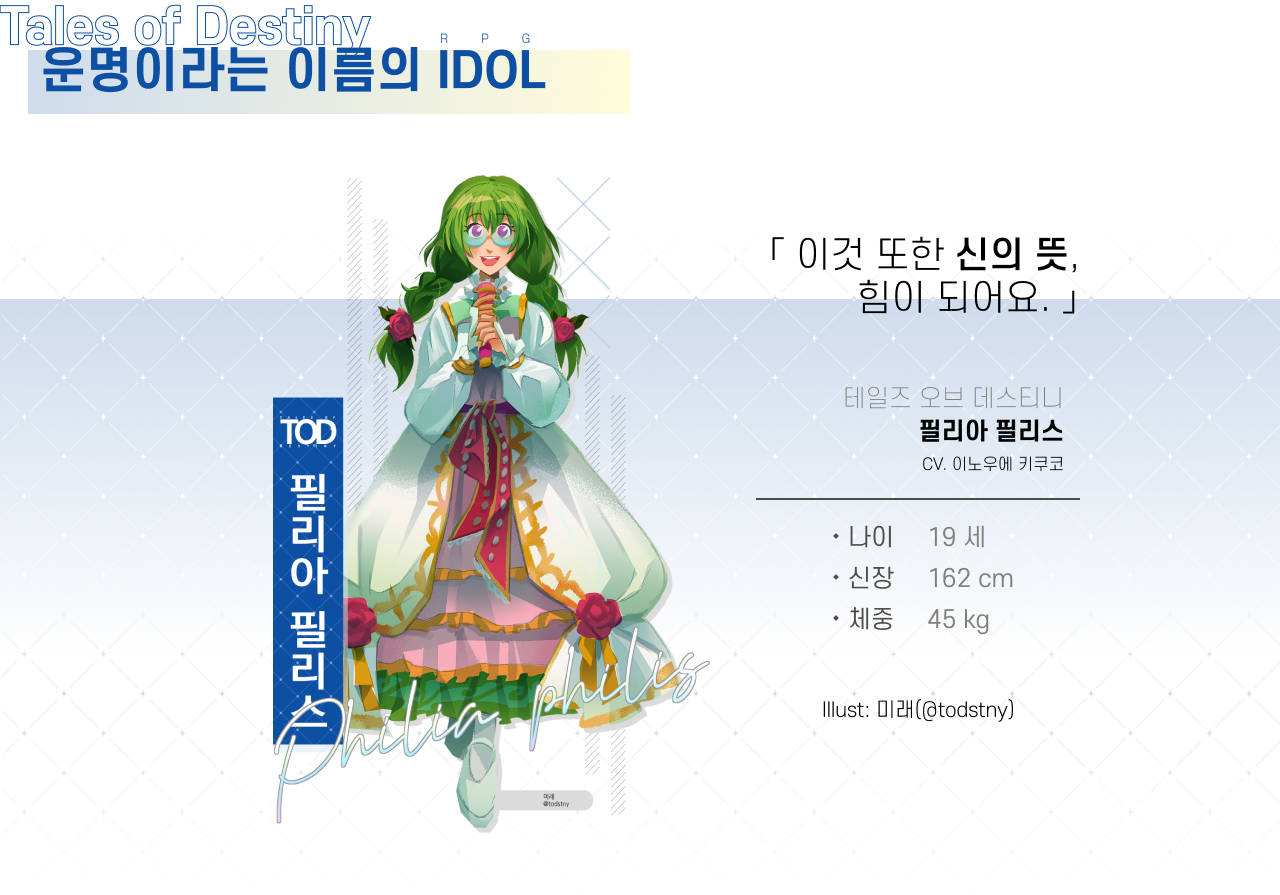 Tales of Destiny
R P G
운명이라는 이름의 IDOL
「 이것 또한 신의 뜻,
힘이 되어요. 」
테일즈 오브 데스티니
필리아 필리스
CV. 이노우에 키쿠코
• 나이 19 세
• 신장 162 cm
• 체중 45 kg
Illust: 미래(@todstny)
TOD
DESTINY
필리아 필리스
Philia philis
미래
@todstny